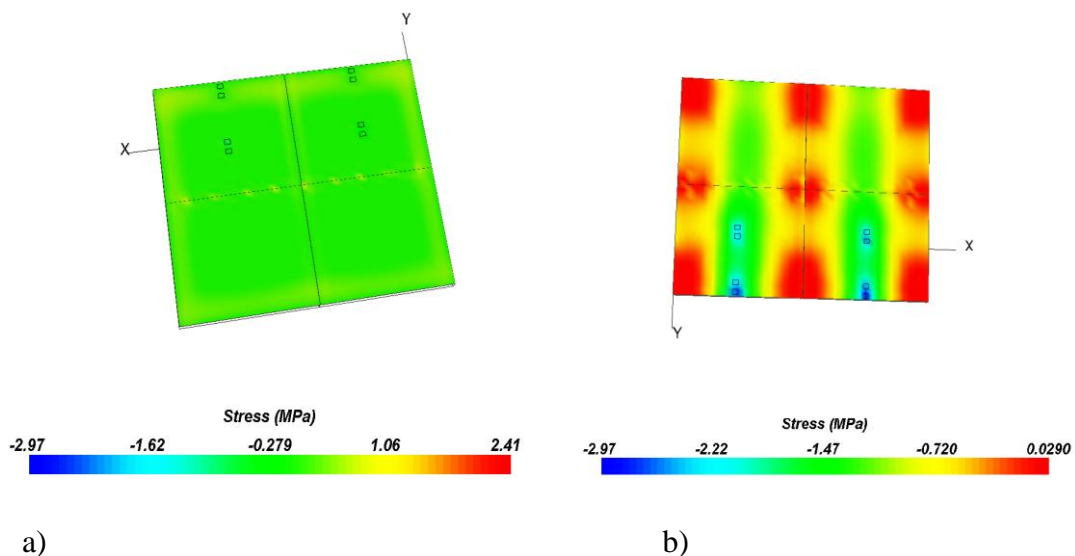 Y
X
X
Y
Stress (MPa)
-2.97 -1.62 -0.279 1.06 2.41
Stress (MPa)
-2.97 -2.22 -1.47 -0.720 0.0290
a) b)